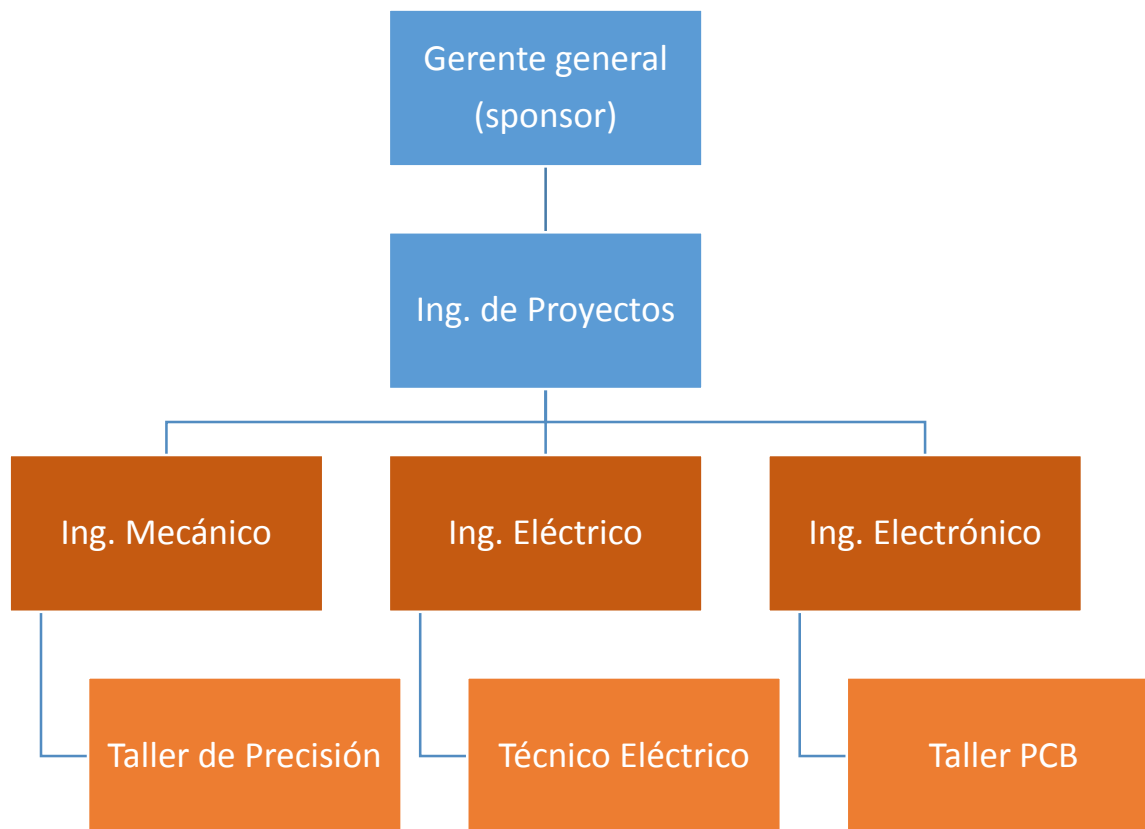 Gerente general
(sponsor)
Ing. de Proyectos
Ing. Mecánico
Ing. Eléctrico
Ing. Electrónico
Taller de Precisión
Técnico Eléctrico
Taller PCB